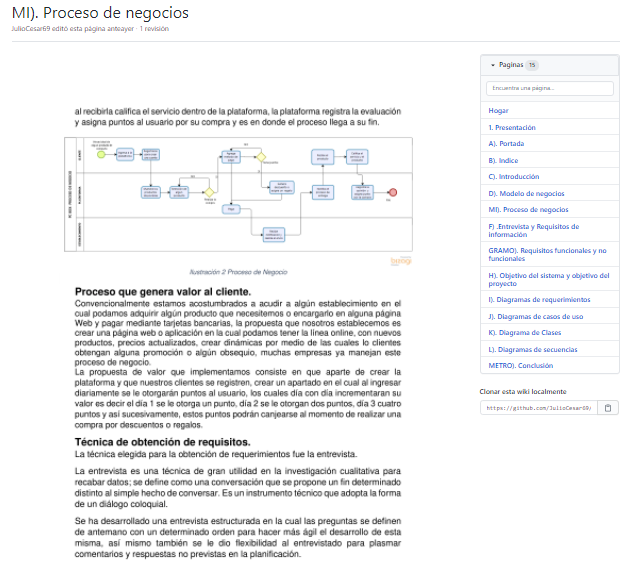 MI). Proceso de negocios
JulioCesar69 editó esta página anteayer · 1 revisión
al recibirla califica el servicio dentro de la plataforma, la plataforma registra la evaluación
y asigna puntos al usuario por su compra y es en donde el proceso llega a su fin.
Ilustración 2 Proceso de Negocio
Proceso que genera valor al cliente.
Convencionalmente estamos acostumbrados a acudir a algún establecimiento en el
cual podamos adquirir algún producto que necesitemos o encargarlo en alguna página
Web y pagar mediante tarjetas bancarias, la propuesta que nosotros establecemos es
crear una página web o aplicación en la cual podamos tener la línea online, con nuevos
productos, precios actualizados, crear dinámicas por medio de las cuales lo clientes
obtengan alguna promoción o algún obsequio, muchas empresas ya manejan este
proceso de negocio.
La propuesta de valor que implementamos consiste en que aparte de crear la
plataforma y que nuestros clientes se registren, crear un apartado en el cual al ingresar
diariamente se le otorgarán puntos al usuario, los cuales día con día incrementaran su
valor es decir el día 1 se le otorga un punto, día 2 se le otorgan dos puntos, día 3 cuatro
puntos y así sucesivamente, estos puntos podrán canjearse al momento de realizar una
compra por descuentos o regalos.
Técnica de obtención de requisitos.
La técnica elegida para la obtención de requerimientos fue la entrevista.
La entrevista es una técnica de gran utilidad en la investigación cualitativa para
recabar datos; se define como una conversación que se propone un fin determinado
distinto al simple hecho de conversar. Es un instrumento técnico que adopta la forma
de un diálogo coloquial.
Se ha desarrollado una entrevista estructurada en la cual las preguntas se definen
de antemano con un determinado orden para hacer más ágil el desarrollo de esta
misma, así mismo también se le dio flexibilidad al entrevistado para plasmar
comentarios y respuestas no previstas en la planificación.
Paginas 15
Encuentra una página...
Hogar
1. Presentación
A). Portada
B). Indice
C). Introducción
D). Modelo de negocios
MI). Proceso de negocios
F) .Entrevista y Requisitos de
información
GRAMO). Requisitos funcionales y no
funcionales
H). Objetivo del sistema y objetivo del
proyecto
I). Diagramas de requerimientos
J). Diagramas de casos de uso
K). Diagrama de Clases
L). Diagramas de secuencias
METRO). Conclusión
Clonar esta wiki localmente
https://github.com/JulioCesar69/